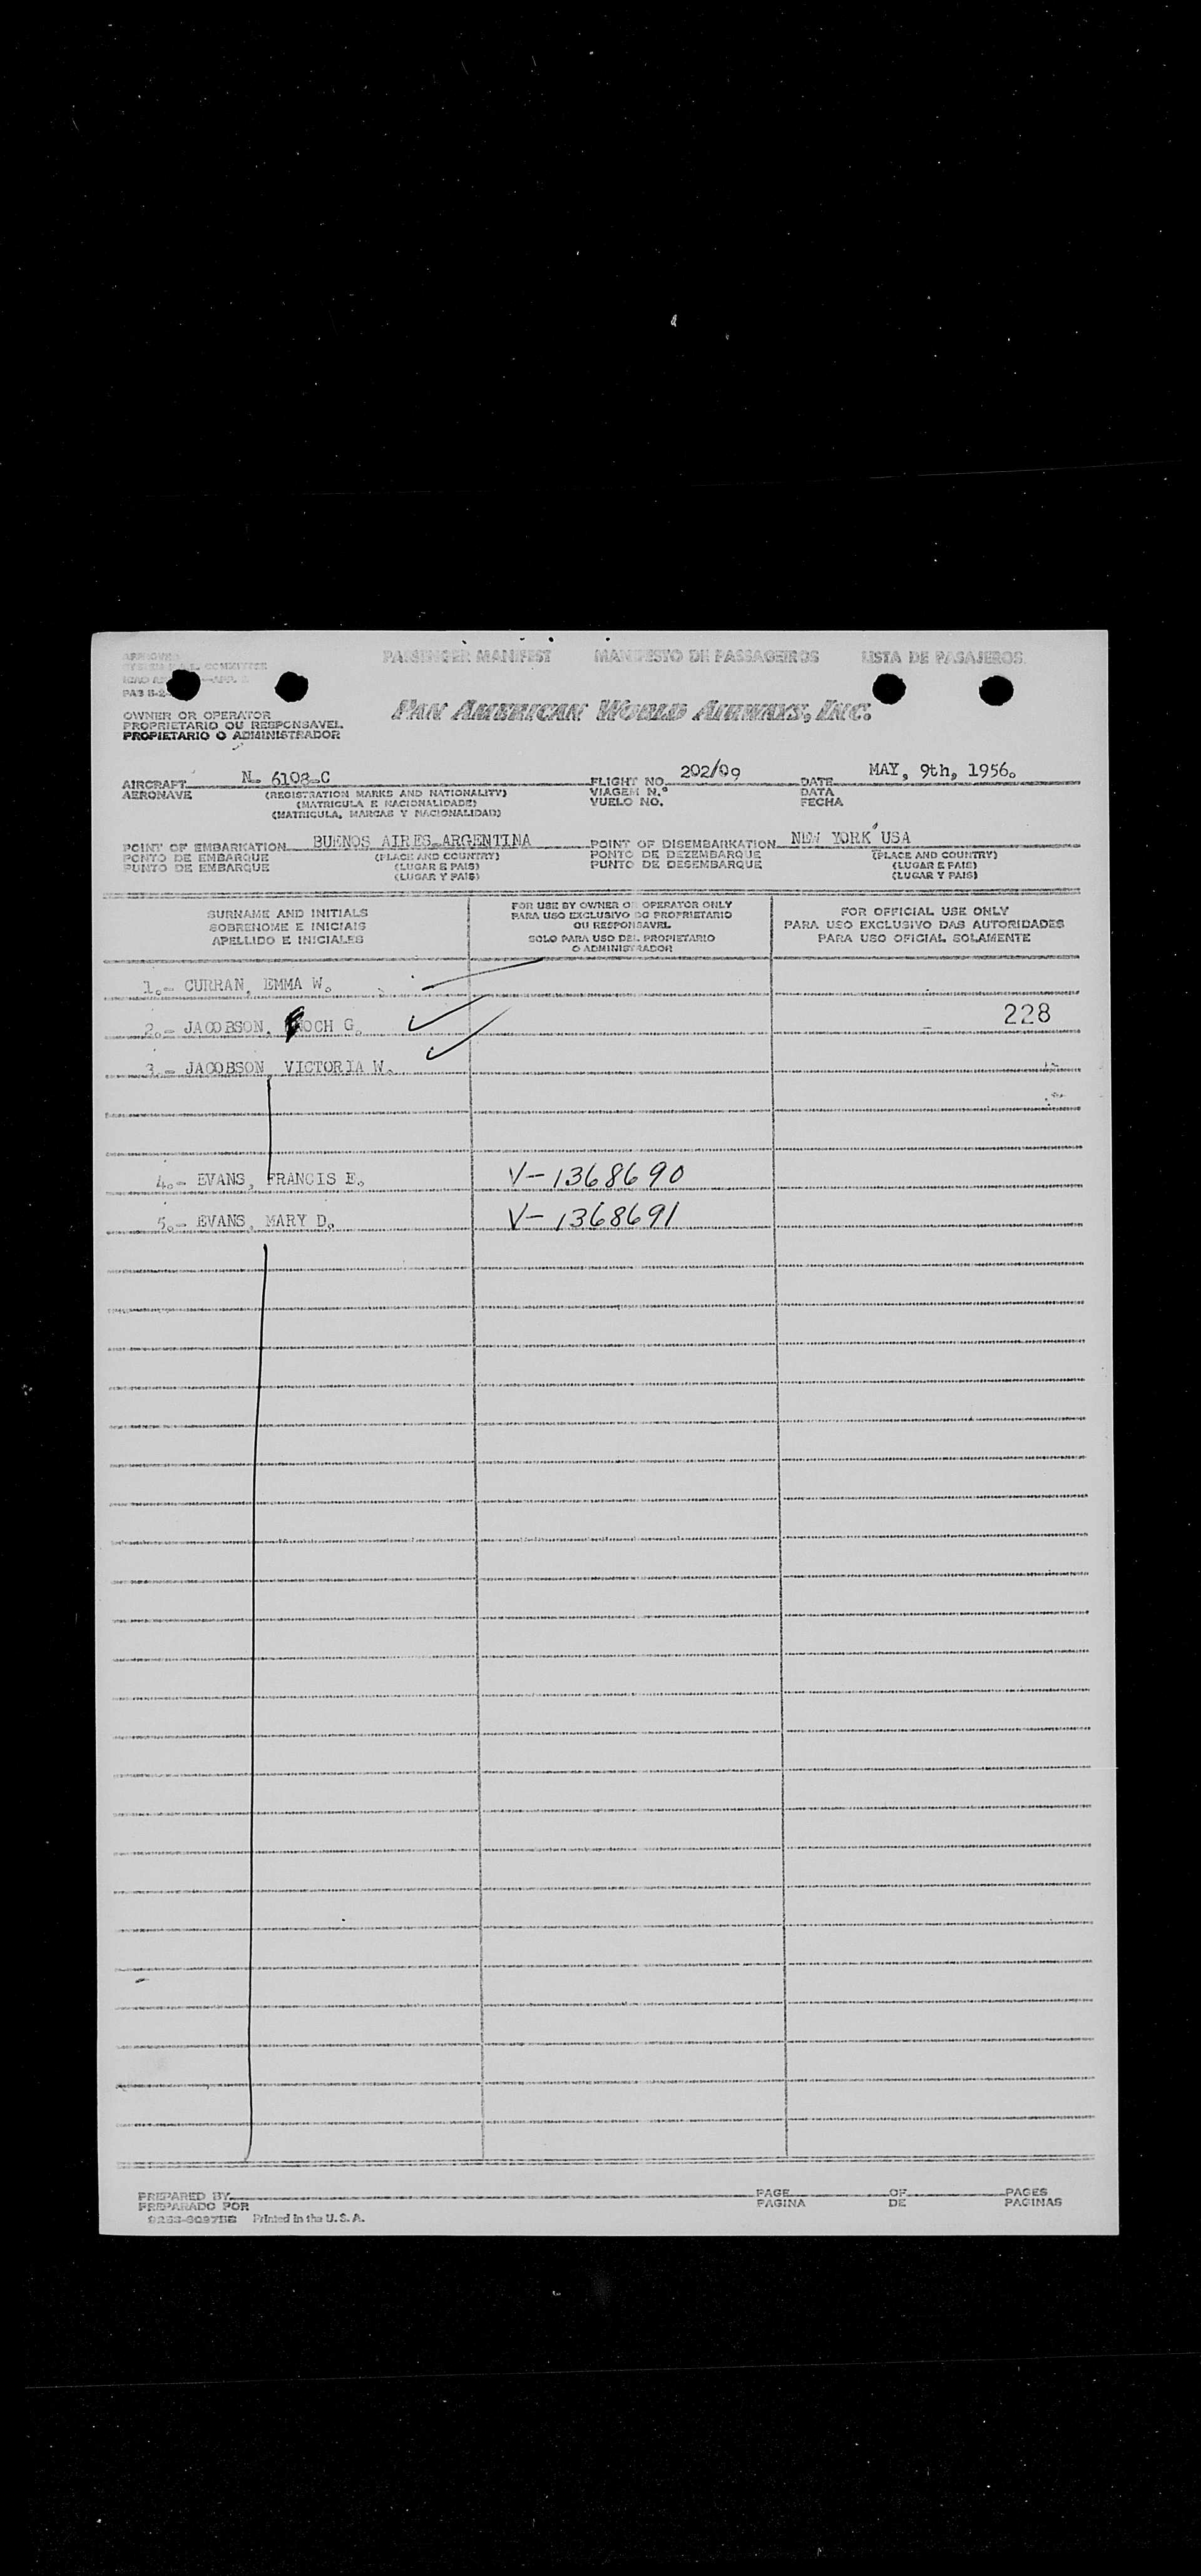 PASSENGER MANIFEST MANIFESTO DE PASSAGEIROS LISTA DE PASAJEROS
PAN AMERICAN WORLD AIRWAYS, INC.
OWNER OR OPERATOR
PROPRIETARIO OU RESPONSAVEL
PROPIETARIO O ADMINISTRADOR
AIRCRAFT N. 6108-C FLIGHT NO. 202/09 DATE MAY, 9th, 1956.
AERONAVE (REGISTRATION MARKS AND NATIONALITY) VIAGEM N.º DATA
(MATRICULA E NACIONALIDADE) VUELO NO. FECHA
(MATRICULA, MARCAS Y NACIONALIDAD)
POINT OF EMBARKATION BUENOS AIRES-ARGENTINA POINT OF DISEMBARKATION NEW YORK USA
PONTO DE EMBARQUE (PLACE AND COUNTRY) PONTO DE DEZEMBARQUE (PLACE AND COUNTRY)
PUNTO DE EMBARQUE (LUGAR E PAIS) PUNTO DE DESEMBARQUE (LUGAR E PAIS)
(LUGAR Y PAIS) (LUGAR Y PAIS)
SURNAME AND INITIALS
SOBRENOME E INICIAIS
APELLIDO E INICIALES
FOR USE BY OWNER OR OPERATOR ONLY
PARA USO EXCLUSIVO DO PROPRIETARIO
OU RESPONSAVEL
SOLO PARA USO DEL PROPIETARIO
O ADMINISTRADOR
FOR OFFICIAL USE ONLY
PARA USO EXCLUSIVO DAS AUTORIDADES
PARA USO OFICIAL SOLAMENTE
1.- CURRAN, EMMA W.
2.- JACOBSON, OCH G. 228
3.- JACOBSON, VICTORIA W.
4.- EVANS, FRANCIS E. V-1368690
5.- EVANS, MARY D. V-1368691
PREPARED BY PAGE OF PAGES
PREPARADO POR PAGINA DE PAGINAS
Printed in the U. S. A.